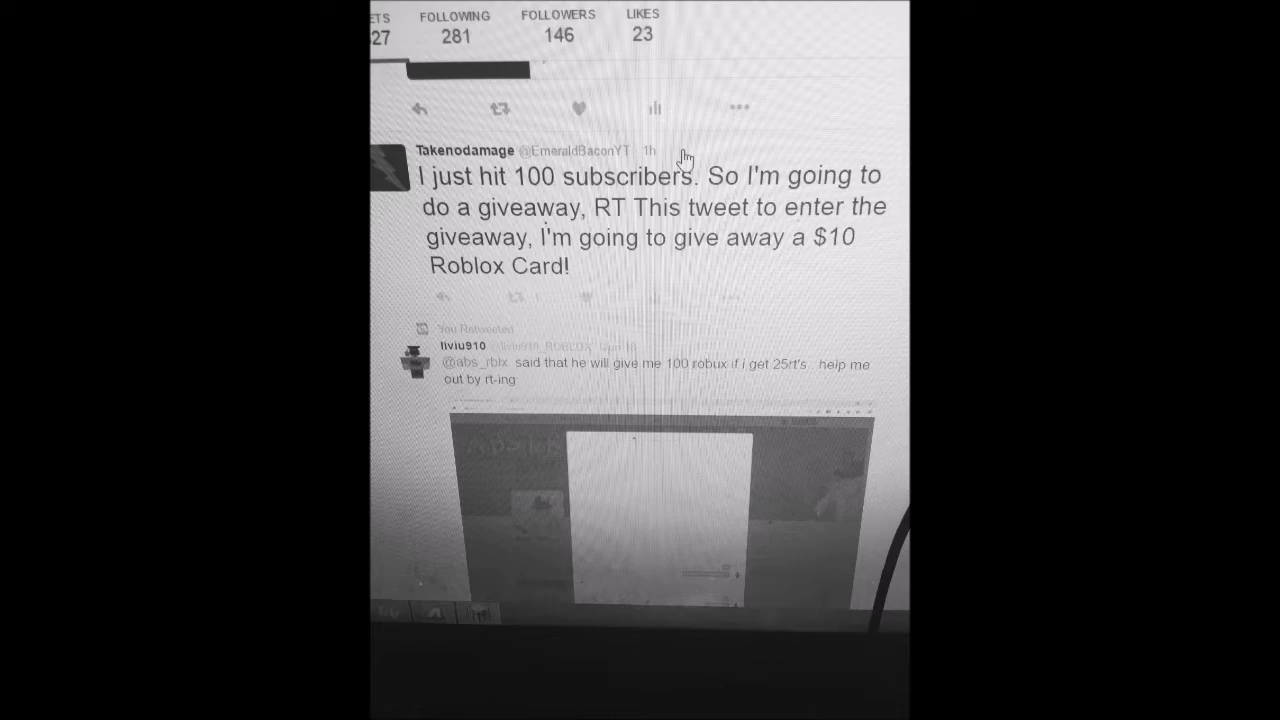 ETS FOLLOWING FOLLOWERS LIKES
27 281 146 23
Takenodamage @EmeraldBaconYT 1h
I just hit 100 subscribers. So I'm going to
do a giveaway, RT This tweet to enter the
giveaway, I'm going to give away a $10
Roblox Card!
You Retweeted
liviu910 @liviu910_ROBLOX
@abs_rblx said that he will give me 100 robux if i get 25rt's.. help me
out by rt-ing